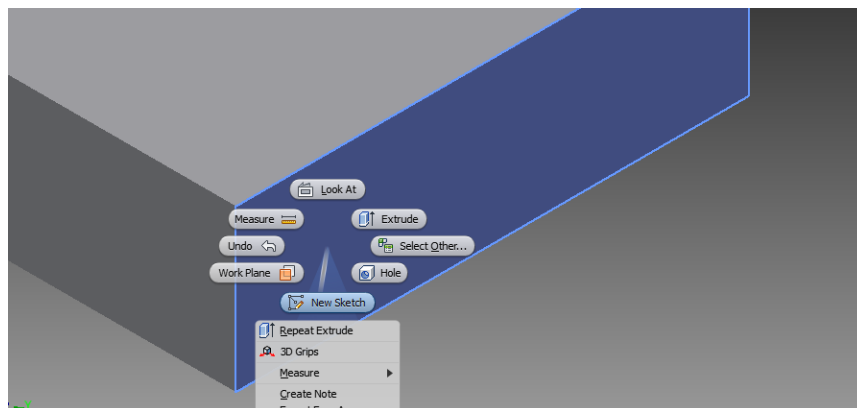 Look At
Measure
Extrude
Undo
Select Other...
Work Plane
Hole
New Sketch
Repeat Extrude
3D Grips
Measure
Create Note